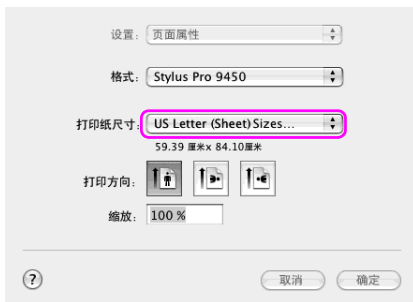 设置: 页面属性
格式: Stylus Pro 9450
打印纸尺寸: US Letter (Sheet) Sizes...
59.39 厘米x 84.10厘米
打印方向:
缩放: 100 %
? 取消 确定